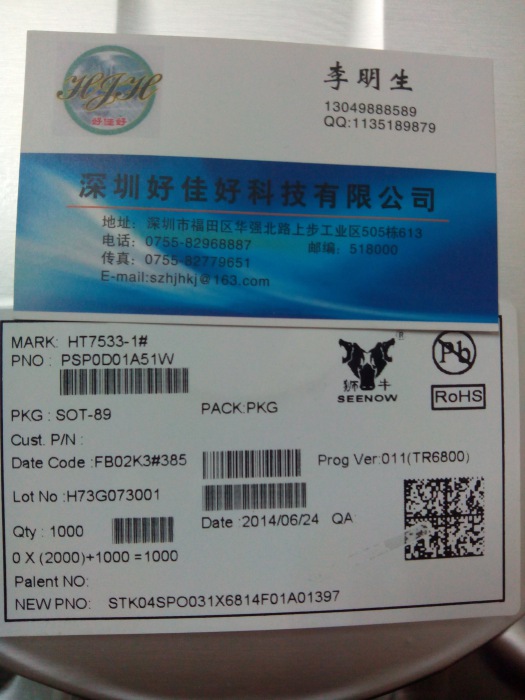 HJH
好佳好
李明生
13049888589
QQ:1135189879
深圳好佳好科技有限公司
地址: 深圳市福田区华强北路上步工业区505栋613
电话: 0755-82968887 邮编: 518000
传真: 0755-82779651
E-mail:szhjhkj@163.com
MARK: HT7533-1#
PNO : PSP0D01A51W
狮牛
SEENOW
Pb
RoHS
PKG : SOT-89 PACK:PKG
Cust. P/N :
Date Code :FB02K3#385 Prog Ver:011(TR6800)
Lot No :H73G073001
Qty : 1000 Date :2014/06/24 QA:
0 X (2000)+1000 =1000
Palent NO:
NEW PNO: STK04SPO031X6814F01A01397